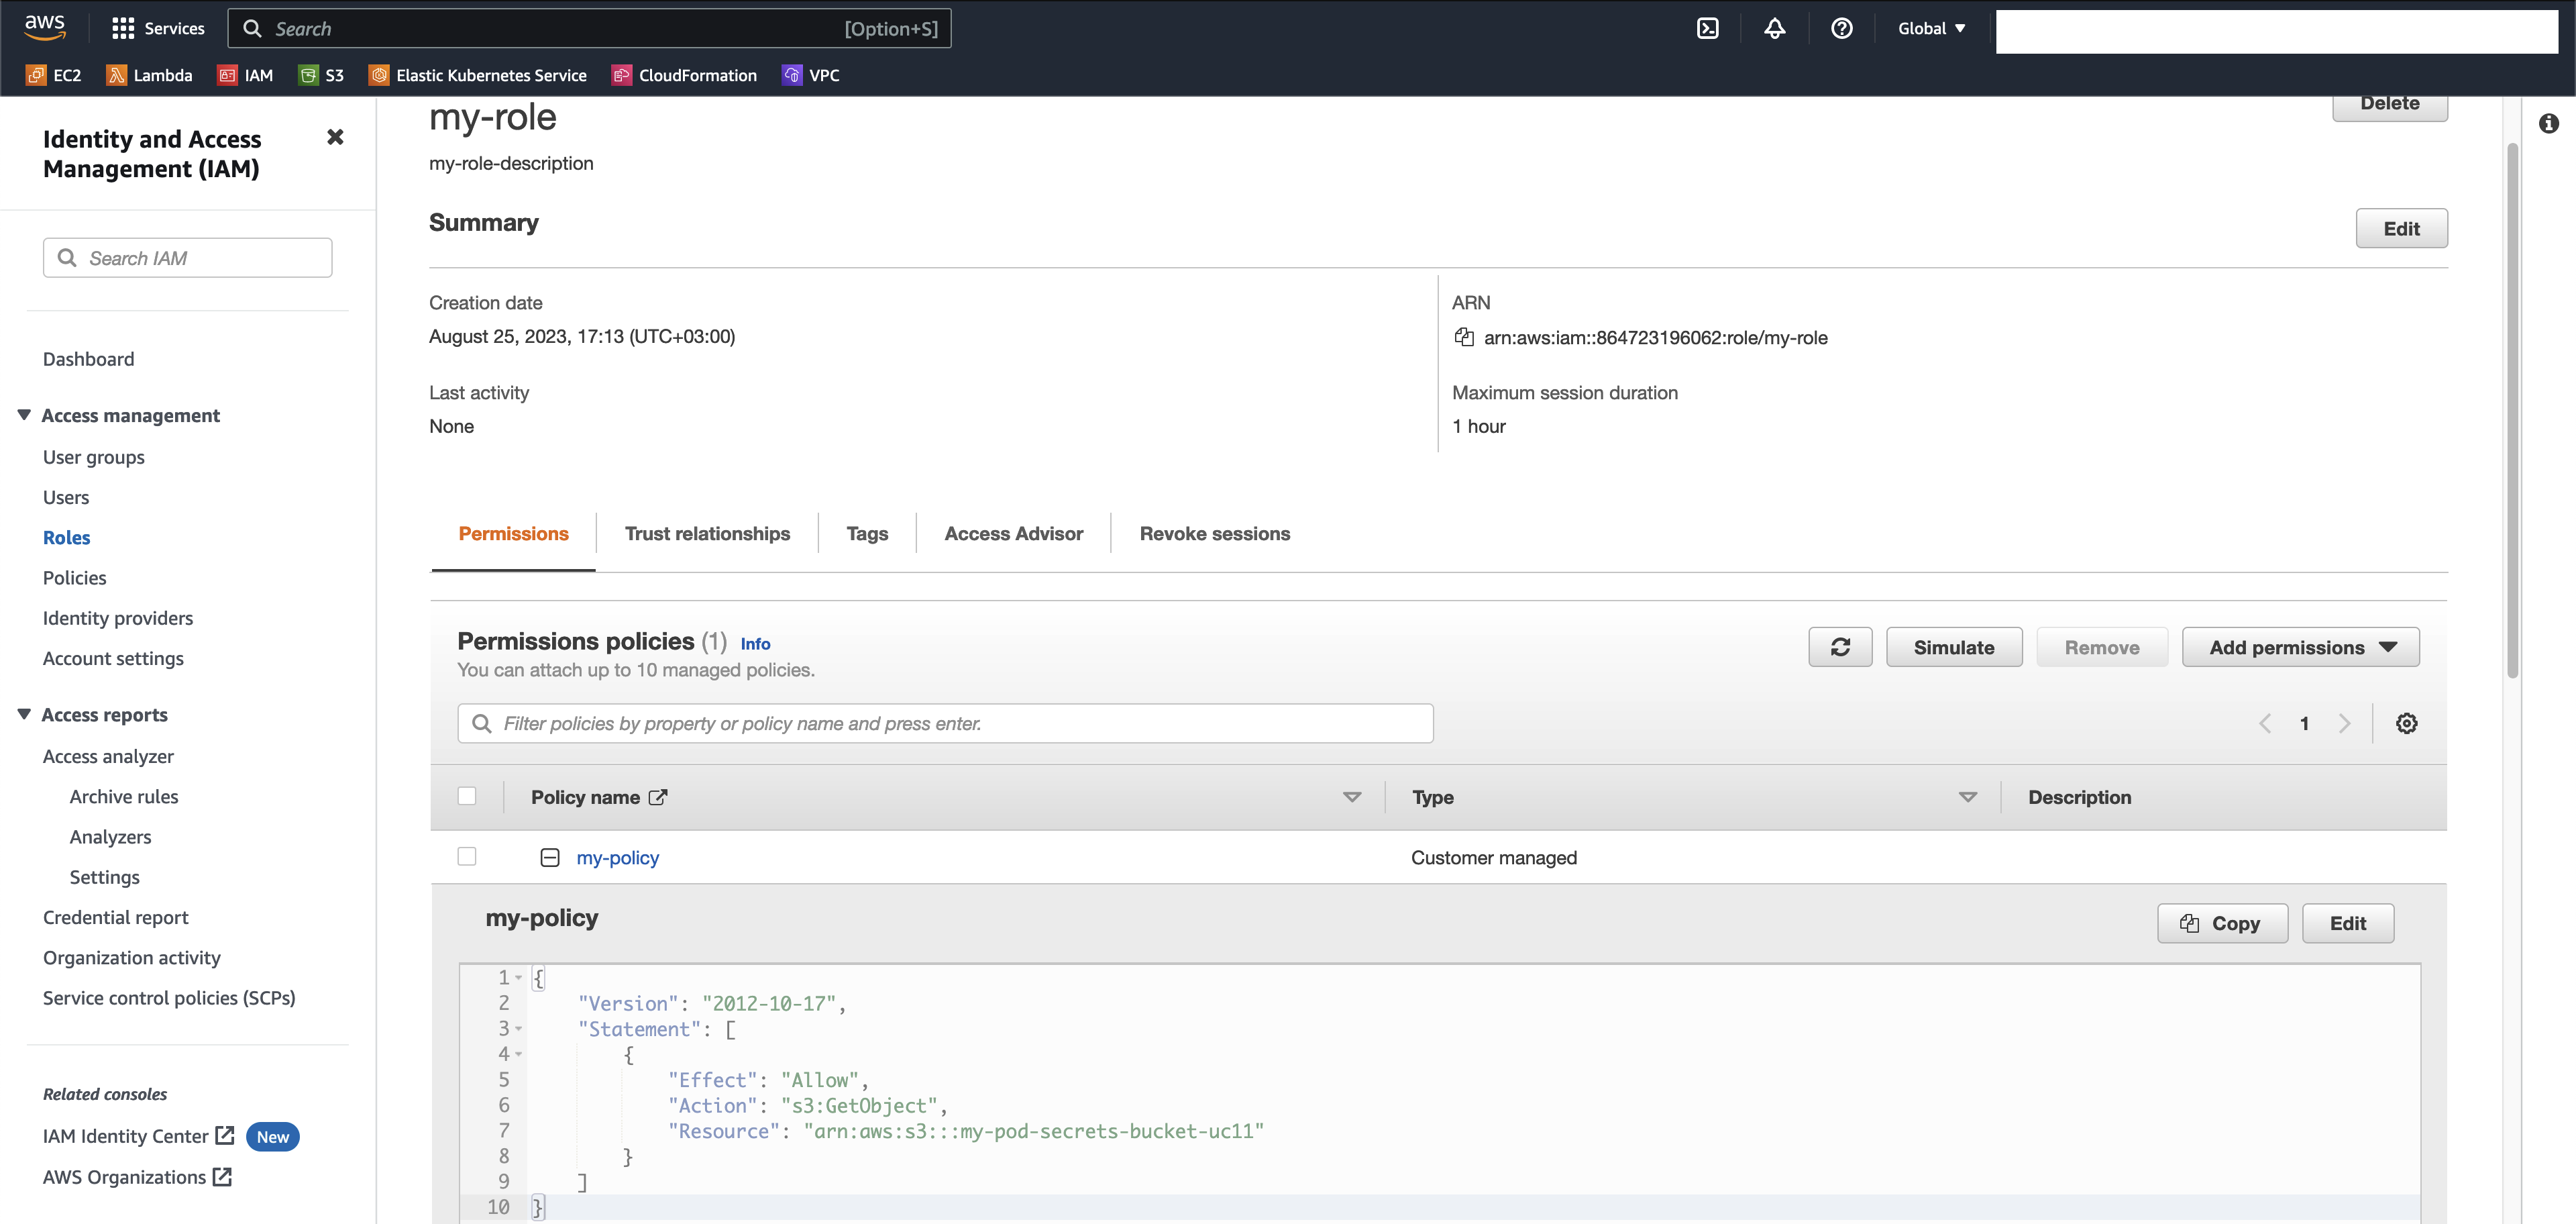 aws
Services
Search
[Option+S]
Global
EC2
Lambda
IAM
S3
Elastic Kubernetes Service
CloudFormation
VPC
Identity and Access
Management (IAM)
Search IAM
Dashboard
Access management
User groups
Users
Roles
Policies
Identity providers
Account settings
Access reports
Access analyzer
Archive rules
Analyzers
Settings
Credential report
Organization activity
Service control policies (SCPs)
Related consoles
IAM Identity Center New
AWS Organizations
my-role
Delete
my-role-description
Summary
Edit
Creation date
August 25, 2023, 17:13 (UTC+03:00)
ARN
arn:aws:iam::864723196062:role/my-role
Last activity
None
Maximum session duration
1 hour
Permissions
Trust relationships
Tags
Access Advisor
Revoke sessions
Permissions policies (1) Info
You can attach up to 10 managed policies.
Simulate
Remove
Add permissions
Filter policies by property or policy name and press enter.
1
Policy name
Type
Description
my-policy
Customer managed
my-policy
Copy
Edit
1 {
2 "Version": "2012-10-17",
3 "Statement": [
4 {
5 "Effect": "Allow",
6 "Action": "s3:GetObject",
7 "Resource": "arn:aws:s3:::my-pod-secrets-bucket-uc11"
8 }
9 ]
10 }